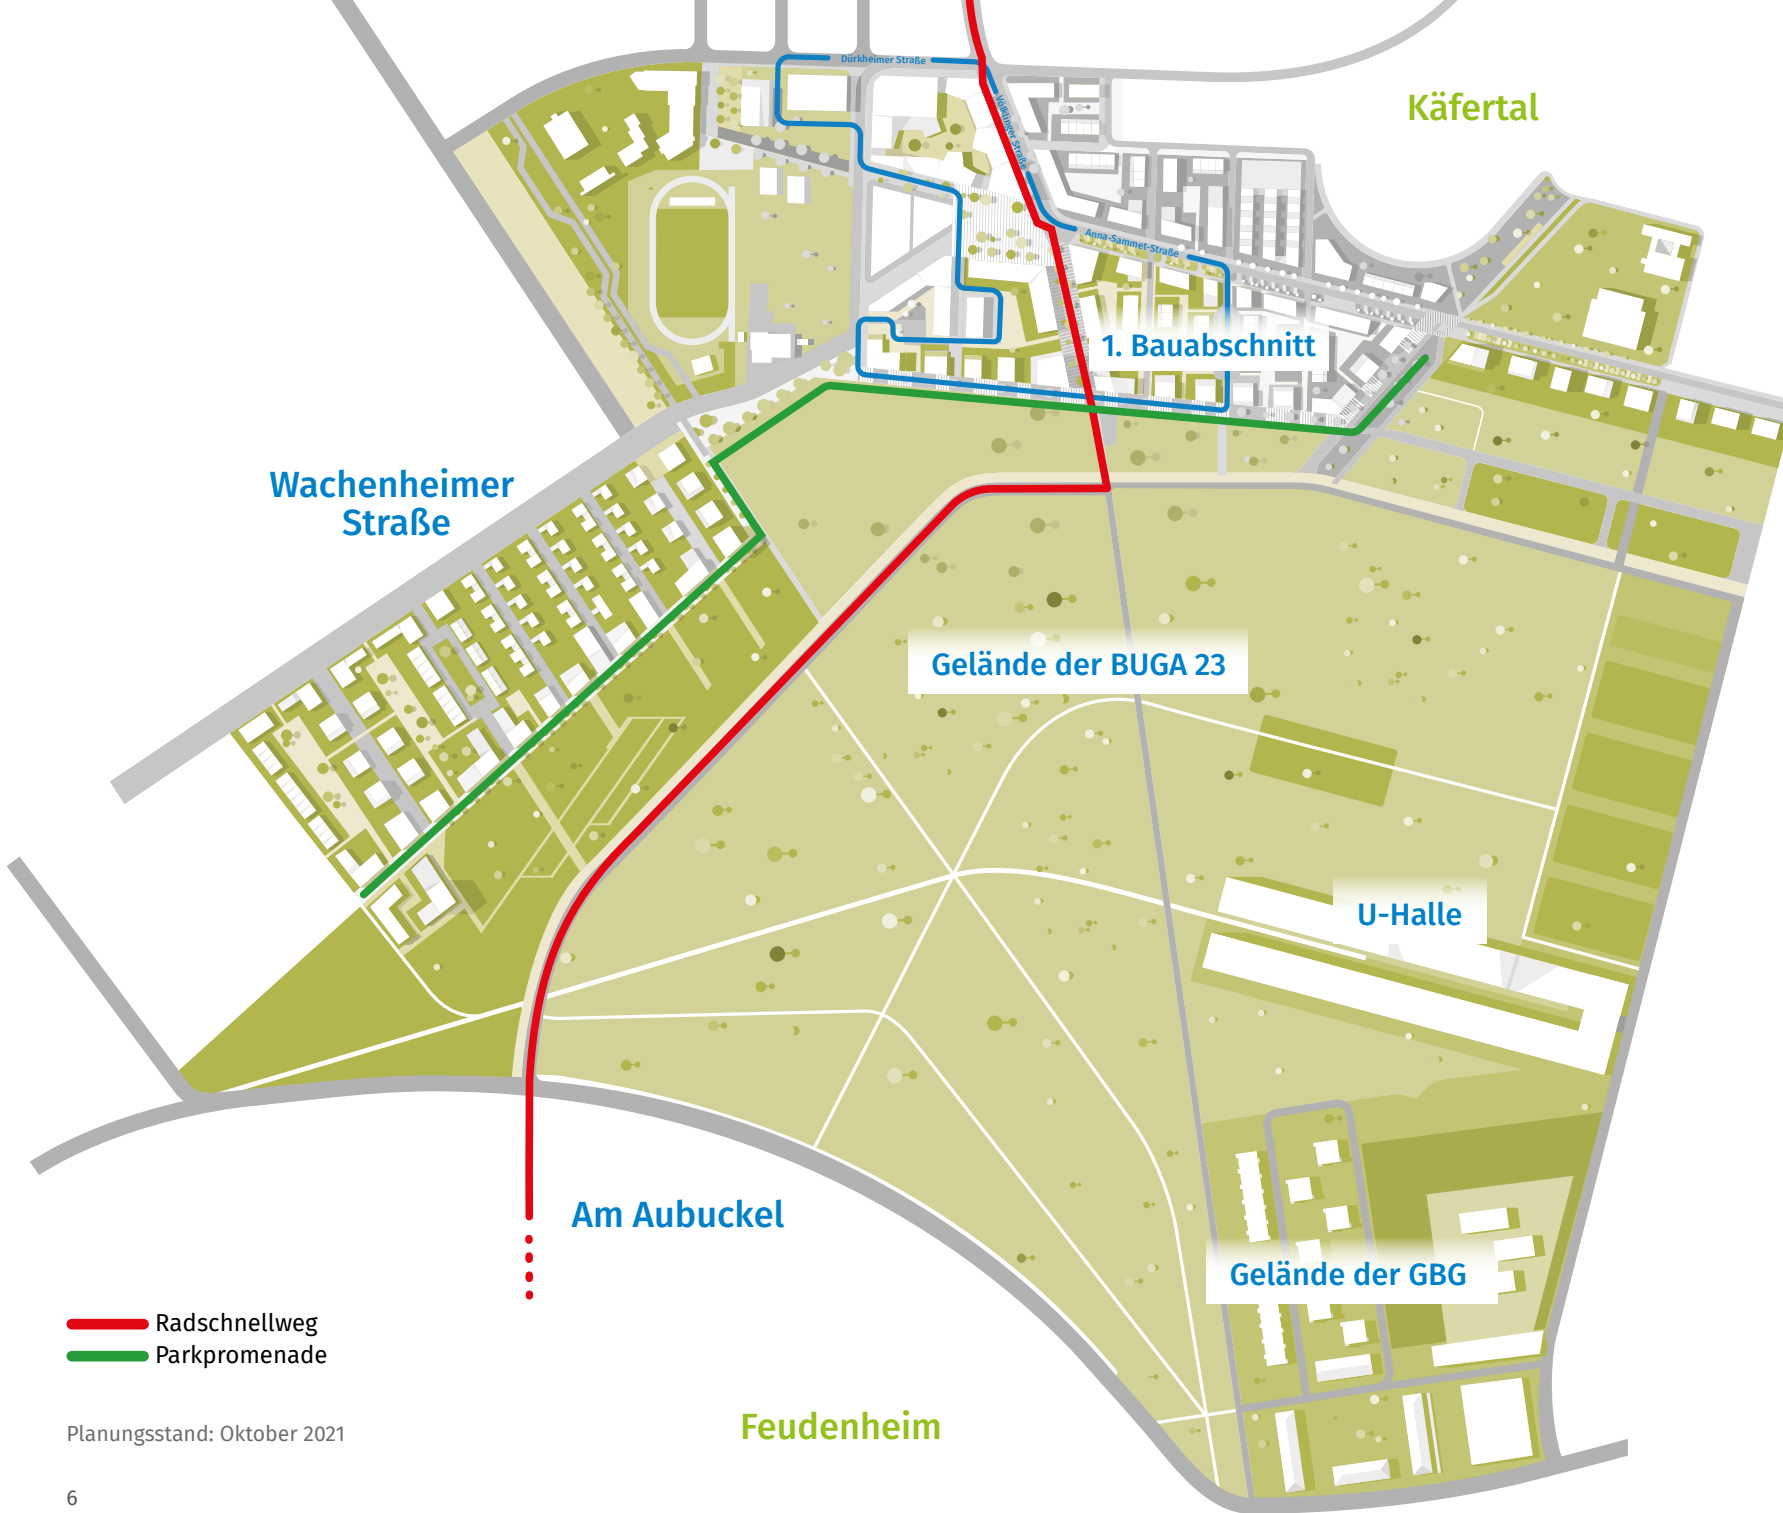 Dürkheimer Straße
Käfertal
Völklinger Straße
Anna-Sammet-Straße
1. Bauabschnitt
Wachenheimer
Straße
Gelände der BUGA 23
U-Halle
Am Aubuckel
Gelände der GBG
Radschnellweg
Parkpromenade
Feudenheim
Planungsstand: Oktober 2021
6